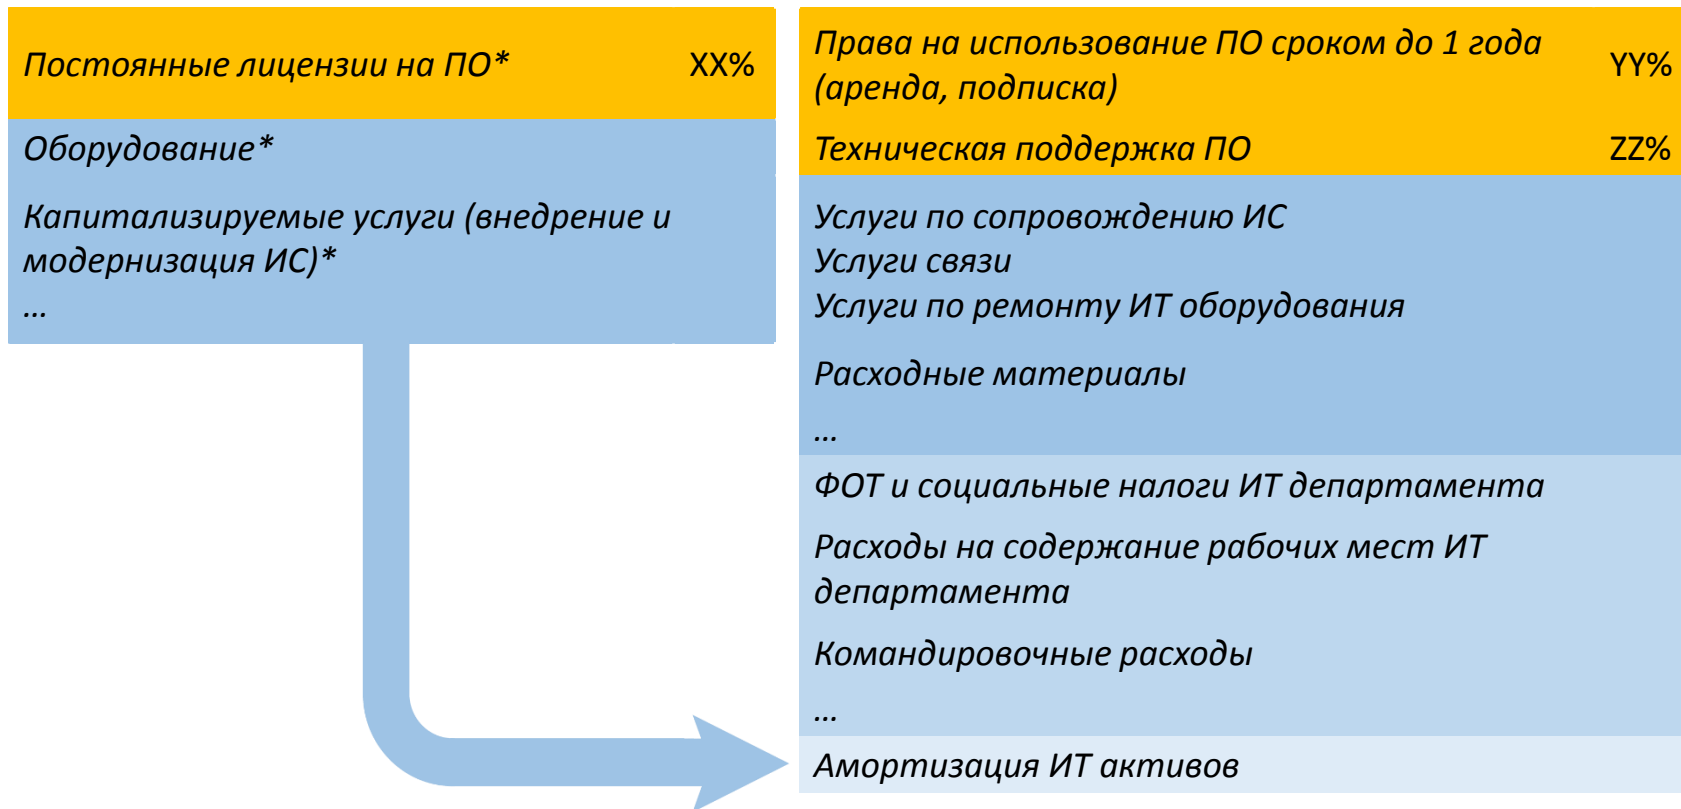 Постоянные лицензии на ПО* XX%
Оборудование*
Капитализируемые услуги (внедрение и
модернизация ИС)*
...
Права на использование ПО сроком до 1 года
(аренда, подписка) YY%
Техническая поддержка ПО ZZ%
Услуги по сопровождению ИС
Услуги связи
Услуги по ремонту ИТ оборудования
Расходные материалы
...
ФОТ и социальные налоги ИТ департамента
Расходы на содержание рабочих мест ИТ
департамента
Командировочные расходы
...
Амортизация ИТ активов